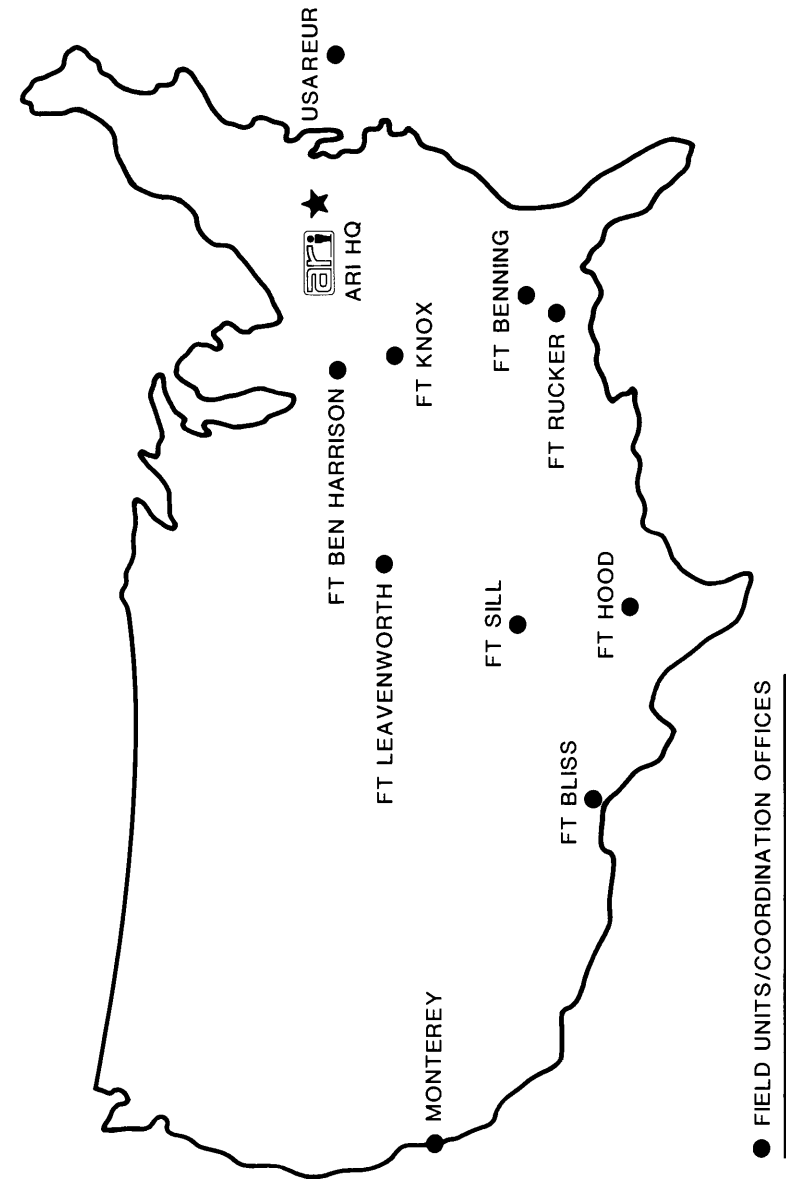 USAREUR
ari
ARI HQ
FT BEN HARRISON
FT KNOX
FT LEAVENWORTH
FT BENNING
FT RUCKER
FT SILL
FT HOOD
FT BLISS
MONTEREY
FIELD UNITS/COORDINATION OFFICES